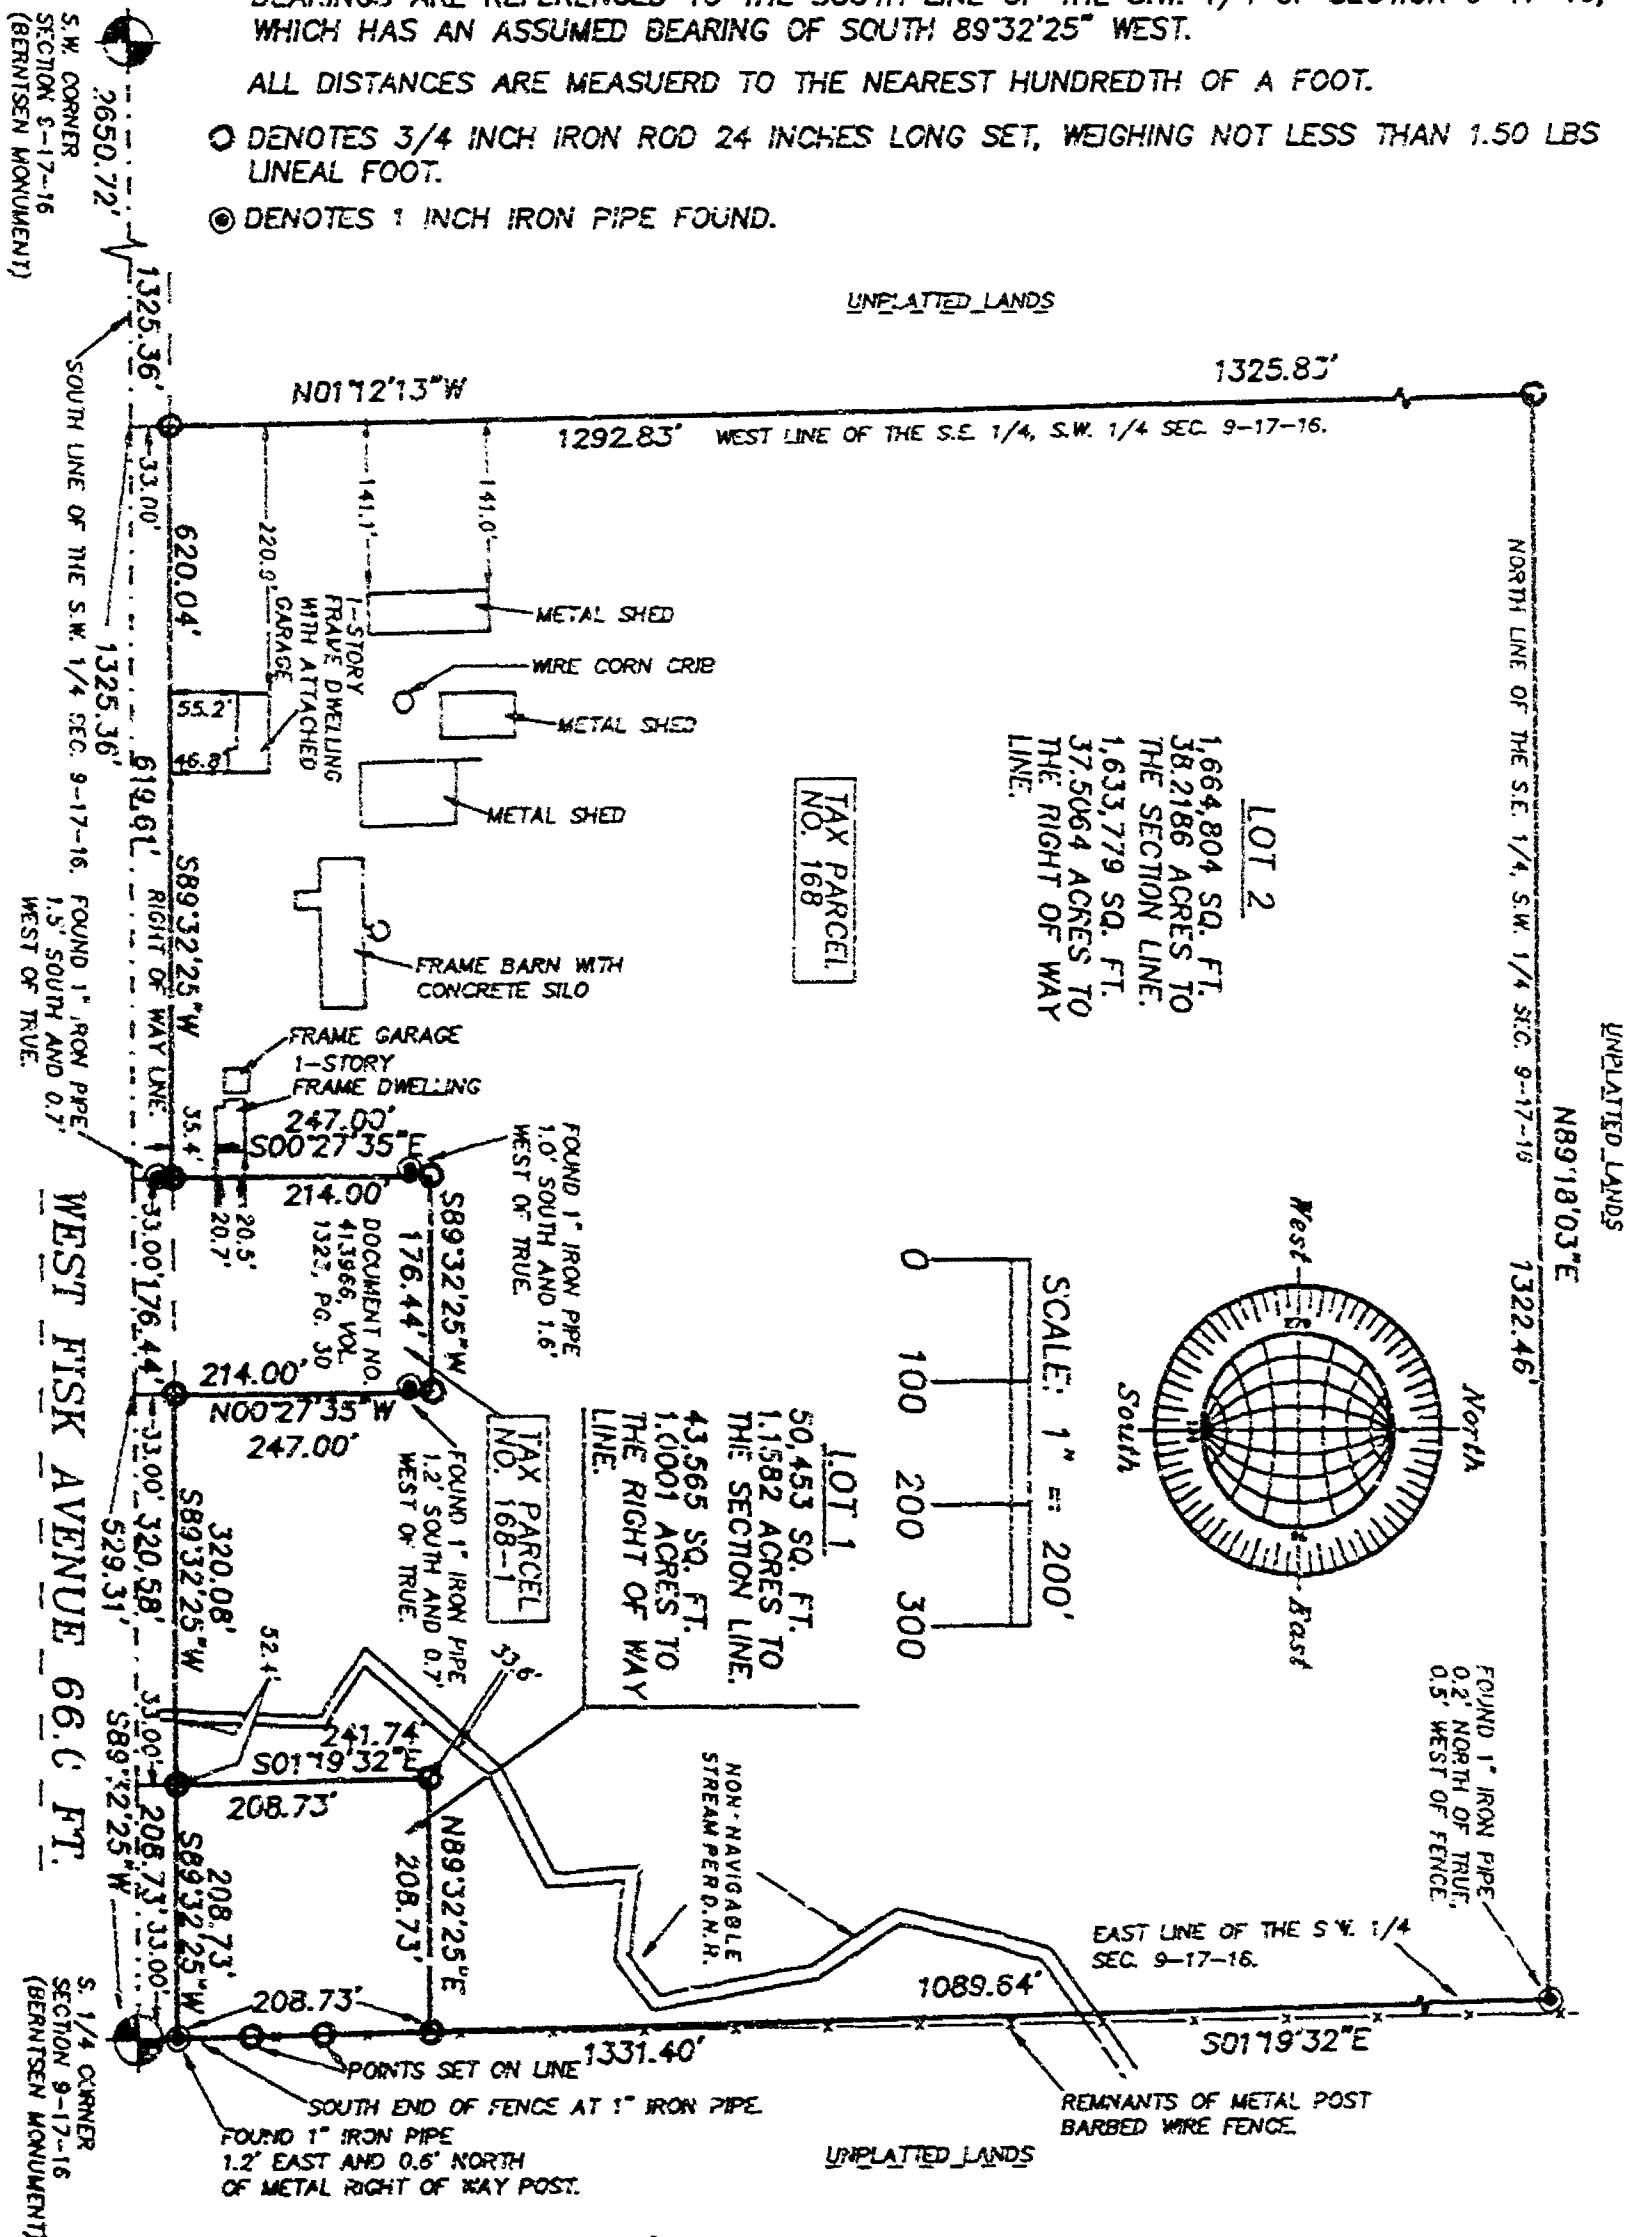 WHICH HAS AN ASSUMED BEARING OF SOUTH 89°32'25" WEST.
ALL DISTANCES ARE MEASUERD TO THE NEAREST HUNDREDTH OF A FOOT.
DENOTES 3/4 INCH IRON ROD 24 INCHES LONG SET, WEIGHING NOT LESS THAN 1.50 LBS
LINEAL FOOT.
DENOTES 1 INCH IRON PIPE FOUND.
S.W. CORNER
SECTION 9-17-16
(BERNTSEN MONUMENT)
2650.72'
1325.36'
SOUTH LINE OF THE S.W. 1/4 SEC. 9-17-16.
1325.36'
UNPLATTED LANDS
N01°12'13"W
1325.83'
1292.83'
WEST LINE OF THE S.E. 1/4, S.W. 1/4 SEC. 9-17-16.
33.00'
620.04'
220.9'
141.1'
141.0'
1-STORY
FRAME DWELLING
WITH ATTACHED
GARAGE
METAL SHED
WIRE CORN CRIB
METAL SHED
METAL SHED
55.2'
46.8'
619.61'
S89°32'25"W
RIGHT OF WAY LINE.
FRAME BARN WITH
CONCRETE SILO
TAX PARCEL
NO. 168
LOT 2
1,664,804 SQ. FT.
38.2186 ACRES TO
THE SECTION LINE.
1,633,779 SQ. FT.
37.5064 ACRES TO
THE RIGHT OF WAY
LINE.
NORTH LINE OF THE S.E. 1/4, S.W. 1/4 SEC. 9-17-16
UNPLATTED LANDS
N89°18'03"E
1322.46'
FOUND 1" IRON PIPE
1.5' SOUTH AND 0.7'
WEST OF TRUE.
FRAME GARAGE
1-STORY
FRAME DWELLING
35.4'
247.00'
S00°27'35"E
214.00'
20.5'
20.7'
FOUND 1" IRON PIPE
1.0' SOUTH AND 1.6'
WEST OF TRUE.
S89°32'25"W
176.44'
DOCUMENT NO.
413966, VOL.
1323, PG. 30
33.00'
176.44'
214.00'
N00°27'35"W
247.00'
FOUND 1" IRON PIPE
1.2' SOUTH AND 0.7'
WEST OF TRUE.
TAX PARCEL
NO. 168-1
SCALE: 1" = 200'
0 100 200 300
West
North
South
East
270
LOT 1
50,453 SQ. FT.
1.1582 ACRES TO
THE SECTION LINE.
43,565 SQ. FT.
1.0001 ACRES TO
THE RIGHT OF WAY
LINE.
WEST FISK AVENUE 66.0 FT.
33.00'
320.58'
529.31'
320.08'
S89°32'25"W
52.4'
33.6'
241.74'
S01°19'32"E
208.73'
33.00'
208.73'
S89°32'25"W
208.73'
S89°32'25"W
33.00'
N89°32'25"E
208.73'
NON-NAVIGABLE
STREAM PER D.N.R.
FOUND 1" IRON PIPE
0.2' NORTH OF TRUE,
0.5' WEST OF FENCE.
EAST LINE OF THE S.W. 1/4
SEC. 9-17-16.
1089.64'
S01°19'32"E
1331.40'
208.73'
POINTS SET ON LINE
SOUTH END OF FENCE AT 1" IRON PIPE.
FOUND 1" IRON PIPE
1.2' EAST AND 0.6' NORTH
OF METAL RIGHT OF WAY POST.
REMNANTS OF METAL POST
BARBED WIRE FENCE.
UNPLATTED LANDS
S. 1/4 CORNER
SECTION 9-17-16
(BERNTSEN MONUMENT)